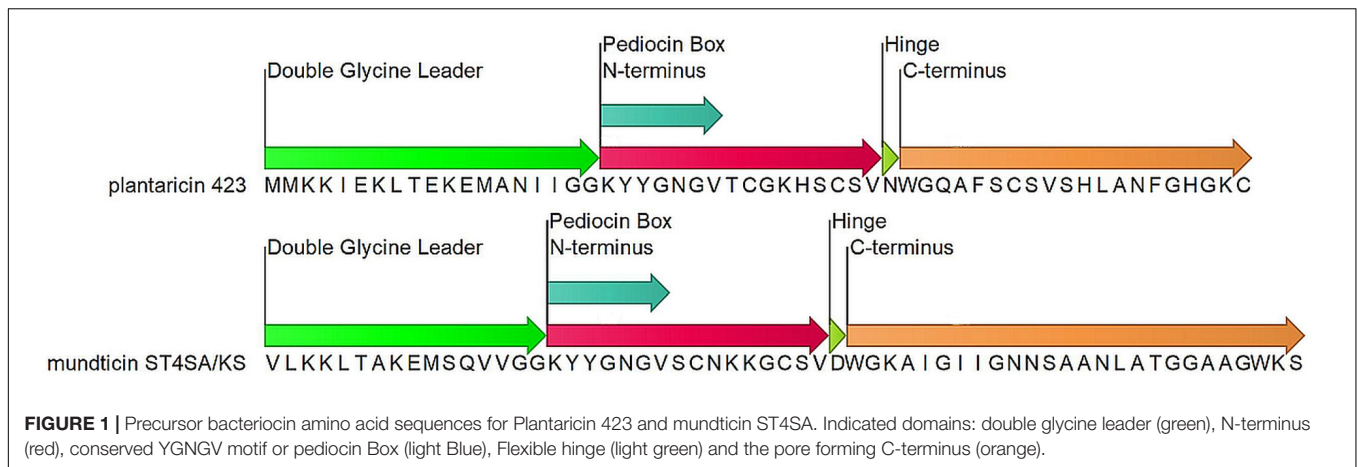 Pediocin Box
Hinge
Double Glycine Leader
N-terminus
C-terminus
plantaricin 423 MMKKIEKLTEKEMANIIGGKYYGNGVTCGKHSCSVNWGQAFSCSVSHLANFGHGKC
Pediocin Box
Hinge
Double Glycine Leader
N-terminus
C-terminus
mundticin ST4SA/KS VLKKLTAKEMSQVVGGKYYGNGVSCNKKGCSVDWGKAIGIIGNNSAANLATGGAAGWKS
FIGURE 1 | Precursor bacteriocin amino acid sequences for Plantaricin 423 and mundticin ST4SA. Indicated domains: double glycine leader (green), N-terminus
(red), conserved YGNGV motif or pediocin Box (light Blue), Flexible hinge (light green) and the pore forming C-terminus (orange).